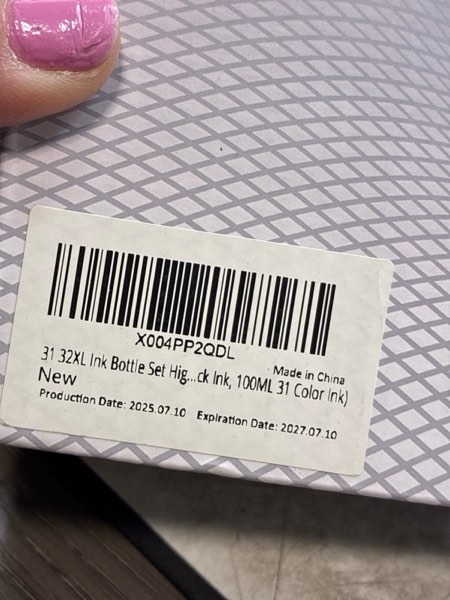 X004PP2QDL
Made in China
31 32XL Ink Bottle Set Hig...ck Ink, 100ML 31 Color Ink)
New
Production Date: 2025.07.10 Expiration Date: 2027.07.10